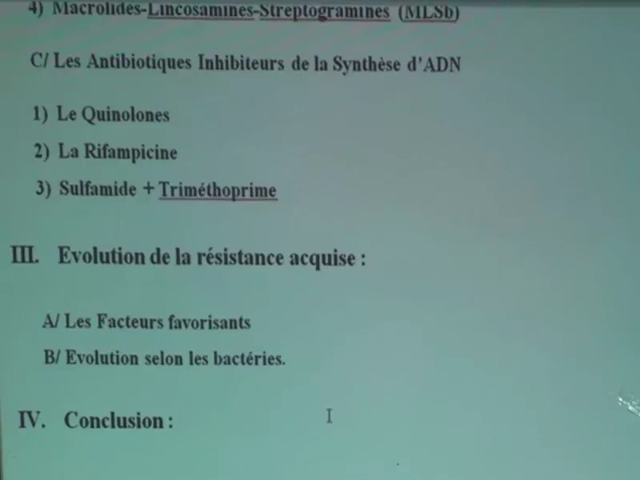 4) Macrolides-Lincosamines-Streptogramines (MLSb)
C/ Les Antibiotiques Inhibiteurs de la Synthèse d'ADN
1) Le Quinolones
2) La Rifampicine
3) Sulfamide + Triméthoprime
III. Evolution de la résistance acquise :
A/ Les Facteurs favorisants
B/ Evolution selon les bactéries.
IV. Conclusion :